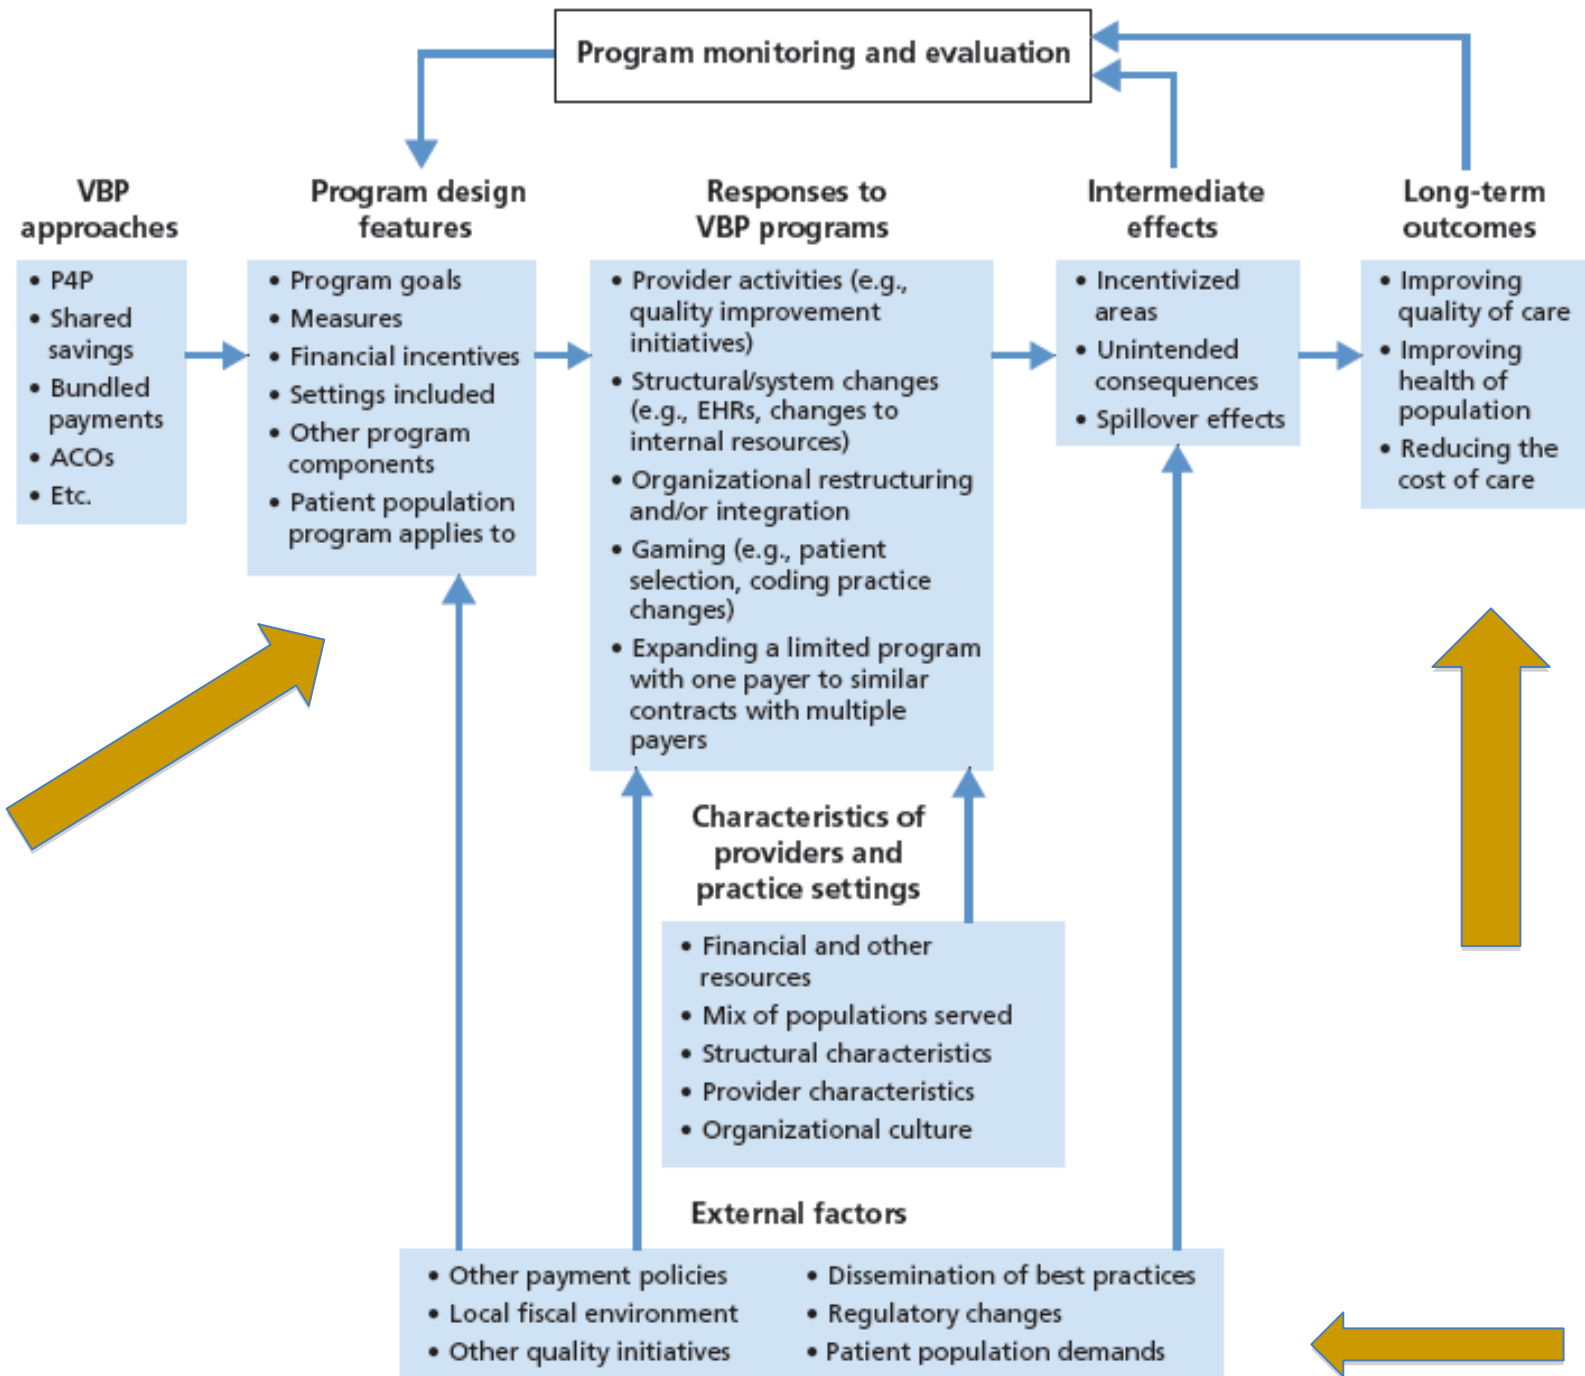 Program monitoring and evaluation
VBP
approaches
• P4P
• Shared
savings
• Bundled
payments
• ACOs
• Etc.
Program design
features
• Program goals
• Measures
• Financial incentives
• Settings included
• Other program
components
• Patient population
program applies to
Responses to
VBP programs
• Provider activities (e.g.,
quality improvement
initiatives)
• Structural/system changes
(e.g., EHRs, changes to
internal resources)
• Organizational restructuring
and/or integration
• Gaming (e.g., patient
selection, coding practice
changes)
• Expanding a limited program
with one payer to similar
contracts with multiple
payers
Intermediate
effects
• Incentivized
areas
• Unintended
consequences
• Spillover effects
Long-term
outcomes
• Improving
quality of care
• Improving
health of
population
• Reducing the
cost of care
Characteristics of
providers and
practice settings
• Financial and other
resources
• Mix of populations served
• Structural characteristics
• Provider characteristics
• Organizational culture
External factors
• Other payment policies
• Local fiscal environment
• Other quality initiatives
• Dissemination of best practices
• Regulatory changes
• Patient population demands